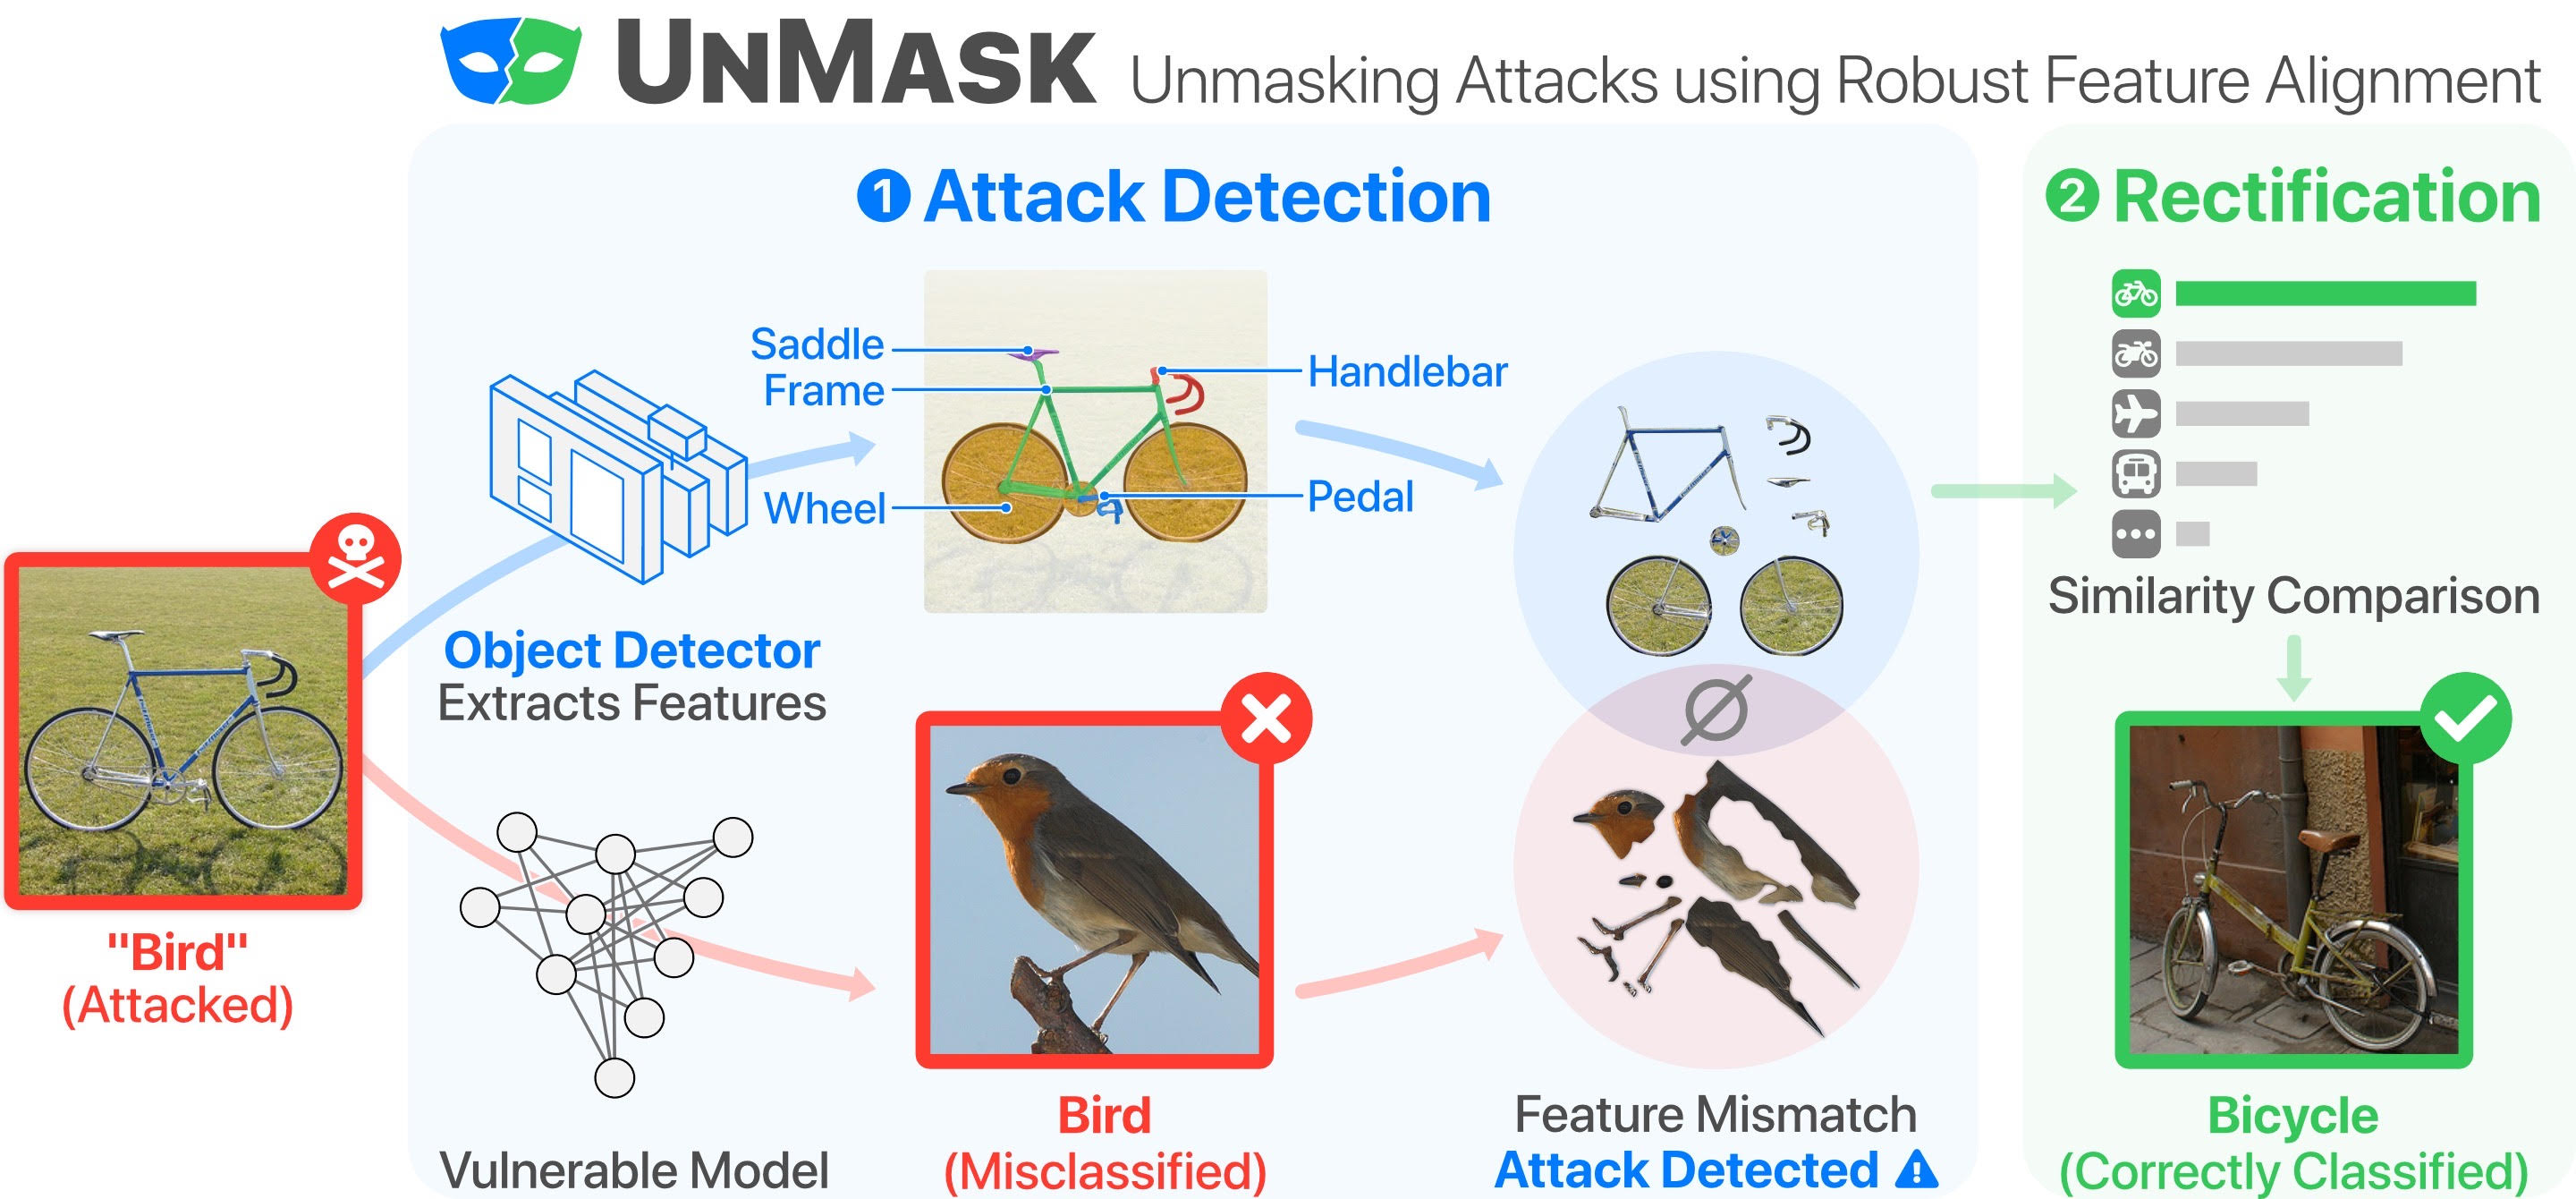 UNMASK Unmasking Attacks using Robust Feature Alignment
1 Attack Detection
2 Rectification
Saddle
Frame
Wheel
Handlebar
Pedal
Object Detector
Extracts Features
"Bird"
(Attacked)
Vulnerable Model
Bird
(Misclassified)
Ø
Feature Mismatch
Attack Detected
Similarity Comparison
Bicycle
(Correctly Classified)